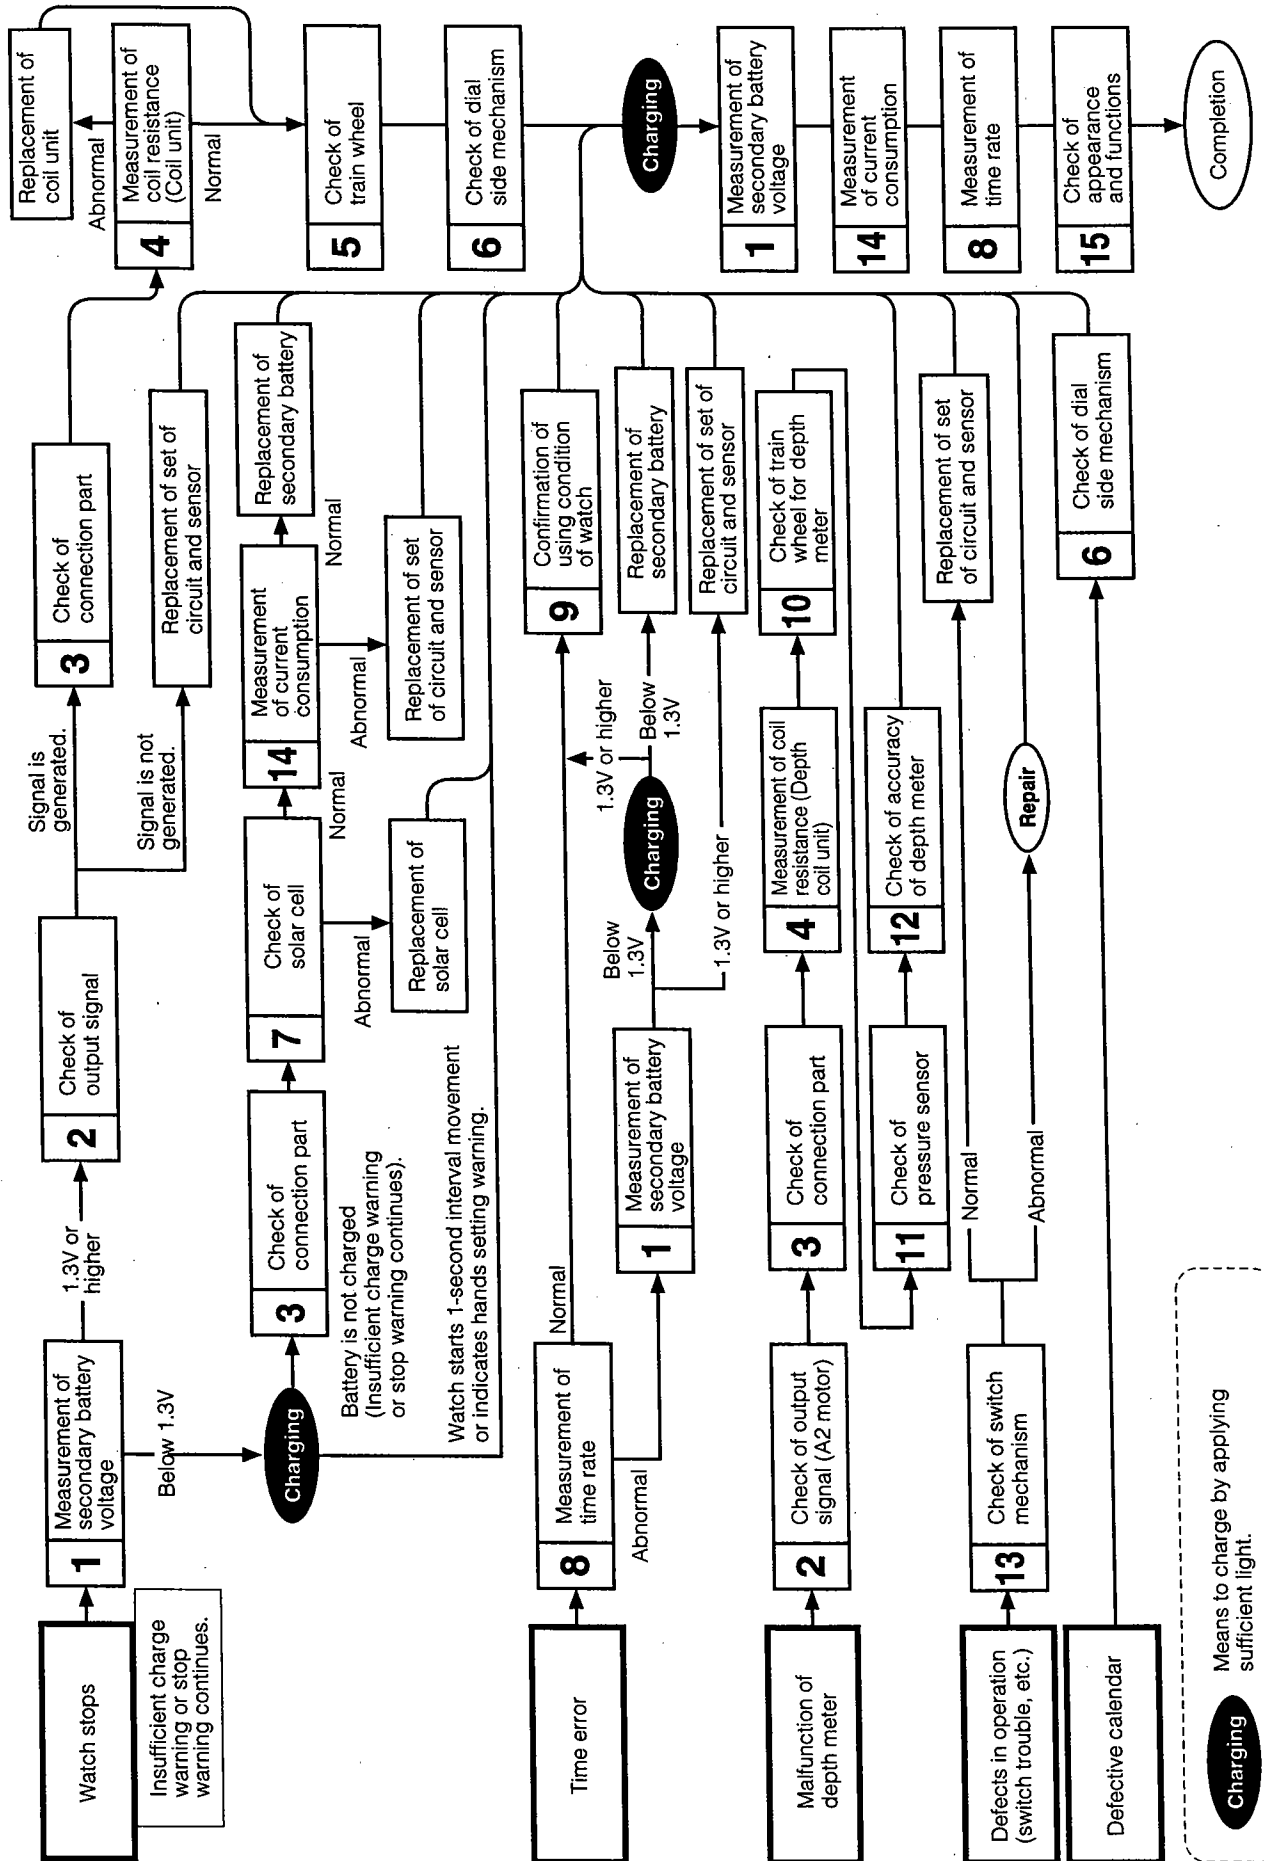 Watch stops
Insufficient charge
warning or stop
warning continues.
1
Measurement of
secondary battery
voltage
1.3V or
higher
Below 1.3V
2
Check of
output signal
Signal is
generated.
Signal is not
generated.
3
Check of
connection part
Replacement of set of
circuit and sensor
4
Measurement of
coil resistance
(Coil unit)
Abnormal
Replacement of
coil unit
Normal
5
Check of
train wheel
6
Check of dial
side mechanism
Charging
3
Check of
connection part
Battery is not charged
(Insufficient charge warning
or stop warning continues).
Watch starts 1-second interval movement
or indicates hands setting warning.
7
Check of
solar cell
Normal
Abnormal
Replacement of
solar cell
14
Measurement
of current
consumption
Normal
Abnormal
Replacement of
secondary battery
Replacement of set
of circuit and sensor
Time error
8
Measurement of
time rate
Normal
Abnormal
9
Confirmation of
using condition
of watch
1
Measurement of
secondary battery
voltage
Below
1.3V
1.3V or higher
Charging
1.3V or higher
Below
1.3V
Replacement of
secondary battery
Replacement of set of
circuit and sensor
Malfunction of
depth meter
2
Check of output
signal (A2 motor)
3
Check of
connection part
4
Measurement of coil
resistance (Depth
coil unit)
10
Check of train
wheel for depth
meter
11
Check of
pressure sensor
12
Check of accuracy
of depth meter
Defects in operation
(switch trouble, etc.)
13
Check of switch
mechanism
Normal
Abnormal
Replacement of set
of circuit and sensor
Repair
Defective calendar
6
Check of dial
side mechanism
Charging
1
Measurement of
secondary battery
voltage
14
Measurement
of current
consumption
8
Measurement of
time rate
15
Check of
appearance
and functions
Completion
Charging
Means to charge by applying
sufficient light.